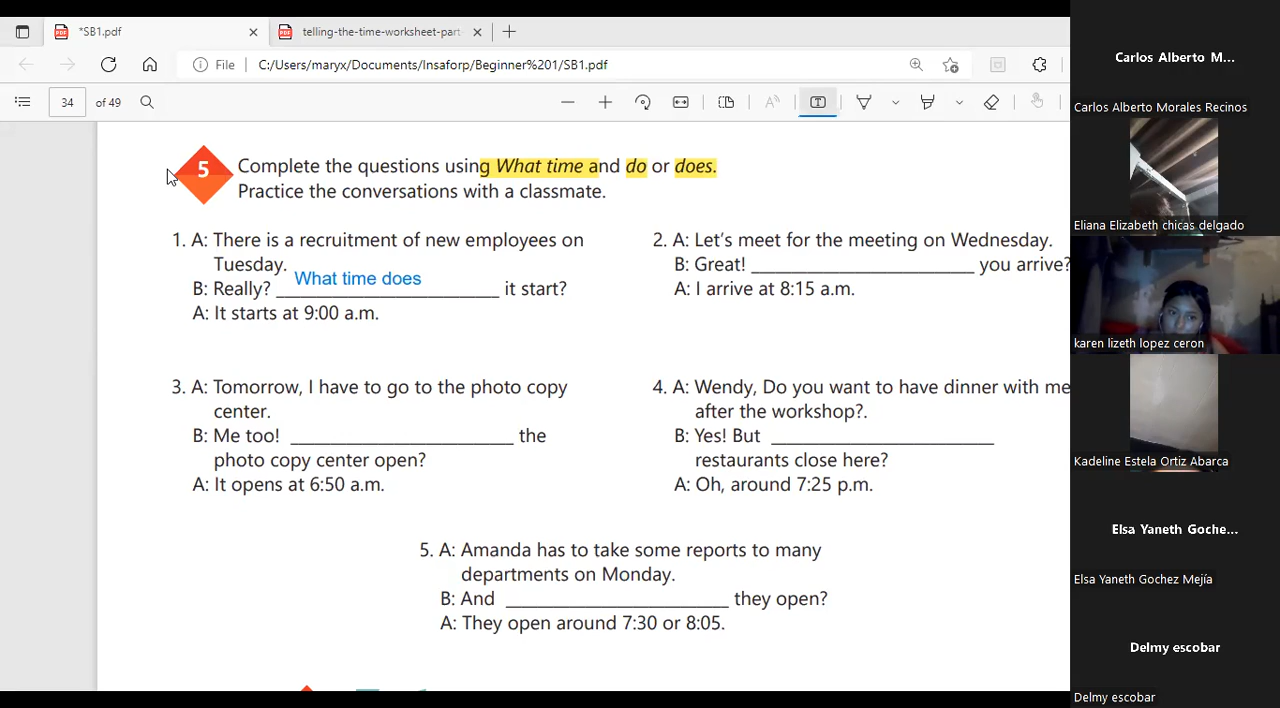 *SB1.pdf
telling-the-time-worksheet-part
File C:/Users/maryx/Documents/Insaforp/Beginner%201/SB1.pdf
34 of 49
5 Complete the questions using What time and do or does.
Practice the conversations with a classmate.
1. A: There is a recruitment of new employees on
Tuesday.
What time does
B: Really? ______________________ it start?
A: It starts at 9:00 a.m.
2. A: Let's meet for the meeting on Wednesday.
B: Great! ______________________ you arrive?
A: I arrive at 8:15 a.m.
3. A: Tomorrow, I have to go to the photo copy
center.
B: Me too! ______________________ the
photo copy center open?
A: It opens at 6:50 a.m.
4. A: Wendy, Do you want to have dinner with me
after the workshop?.
B: Yes! But ______________________
restaurants close here?
A: Oh, around 7:25 p.m.
5. A: Amanda has to take some reports to many
departments on Monday.
B: And ______________________ they open?
A: They open around 7:30 or 8:05.
Carlos Alberto M...
Carlos Alberto Morales Recinos
Eliana Elizabeth chicas delgado
karen lizeth lopez ceron
Kadeline Estela Ortiz Abarca
Elsa Yaneth Goche...
Elsa Yaneth Gochez Mejía
Delmy escobar
Delmy escobar